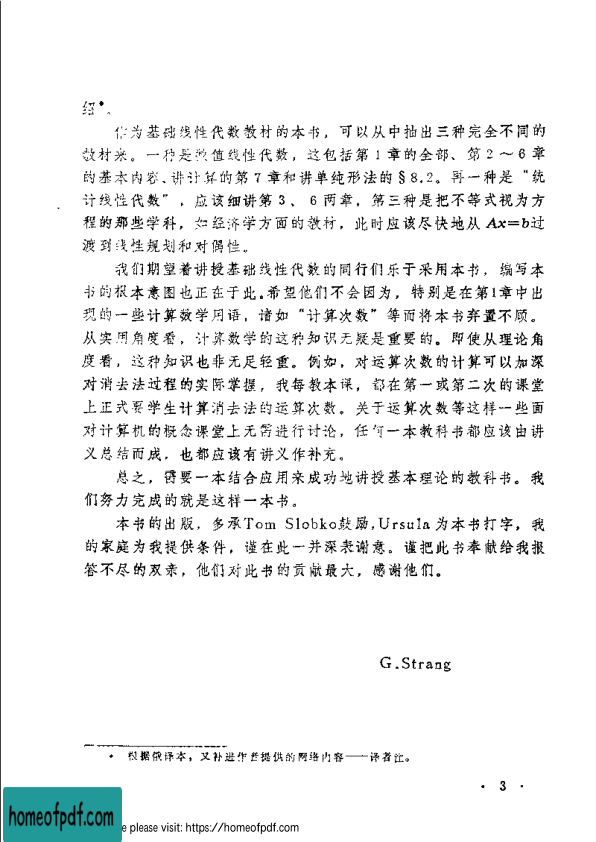 绍*。
作为基础线性代数教材的本书，可以从中抽出三种完全不同的
教材来。一种是数值线性代数，这包括第1章的全部、第2～6章
的基本内容、讲计算的第7章和讲单纯形法的§8.2。再一种是“统
计线性代数”，应该细讲第3、6两章，第三种是把不等式视为方
程的那些学科，如经济学方面的教材，此时应该尽快地从Ax=b过
渡到线性规划和对偶性。
我们期望着讲授基础线性代数的同行们乐于采用本书，编写本
书的根本意图也正在于此。希望他们不会因为，特别是在第1章中出
现的一些计算数学用语，诸如“计算次数”等而将本书弃置不顾。
从实用角度看，计算数学的这种知识无疑是重要的。即使从理论角
度看，这种知识也非无足轻重。例如，对运算次数的计算可以加深
对消去法过程的实际掌握，我每教本课，都在第一或第二次的课堂
上正式要学生计算消去法的运算次数。关于运算次数等这样一些面
对计算机的概念课堂上无需进行讨论，任何一本教科书都应该由讲
义总结而成，也都应该有讲义作补充。
总之，需要一本结合应用来成功地讲授基本理论的教科书。我
们努力完成的就是这样一本书。
本书的出版，多承Tom Slobko鼓励，Ursula为本书打字，我
的家庭为我提供条件，谨在此一并深表谢意。谨把此书奉献给我报
答不尽的双亲，他们对此书的贡献最大，感谢他们。
G.Strang
* 根据俄译本，又补进作者提供的网络内容——译者注。
· 3 ·
homeofpdf.com
e please visit: https://homeofpdf.com